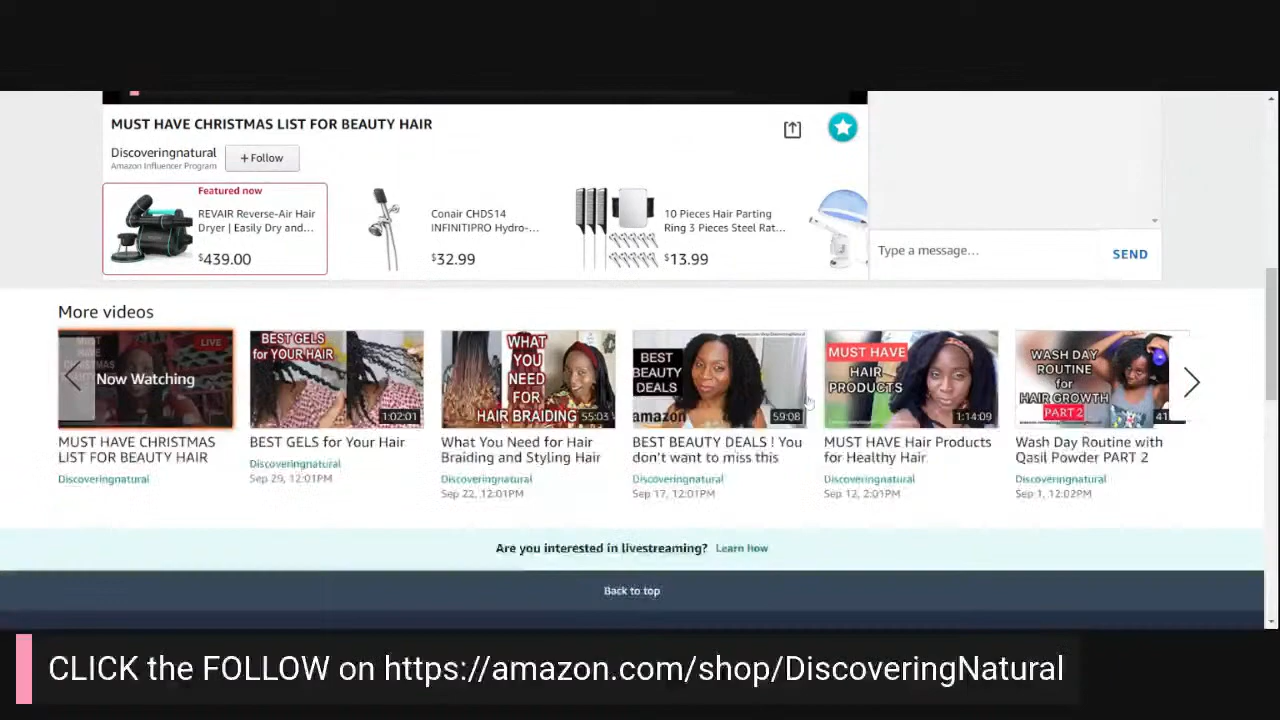 MUST HAVE CHRISTMAS LIST FOR BEAUTY HAIR
Discoveringnatural
Amazon Influencer Program
+ Follow
Featured now
REVAIR Reverse-Air Hair
Dryer | Easily Dry and...
$439.00
Conair CHDS14
INFINITIPRO Hydro-...
$32.99
10 Pieces Hair Parting
Ring 3 Pieces Steel Rat...
$13.99
Type a message...
SEND
More videos
MUST
HAVE
CHRISTMAS
LIVE
Now Watching
MUST HAVE CHRISTMAS
LIST FOR BEAUTY HAIR
Discoveringnatural
BEST GELS
for YOUR HAIR
1:02:01
BEST GELS for Your Hair
Discoveringnatural
Sep 29, 12:01PM
WHAT
YOU
NEED
FOR
HAIR BRAIDING
55:03
What You Need for Hair
Braiding and Styling Hair
Discoveringnatural
Sep 22, 12:01PM
BEST
BEAUTY
DEALS
amazon
59:08
BEST BEAUTY DEALS ! You
don't want to miss this
Discoveringnatural
Sep 17, 12:01PM
MUST HAVE
HAIR
PRODUCTS
1:14:09
MUST HAVE Hair Products
for Healthy Hair
Discoveringnatural
Sep 12, 2:01PM
WASH DAY
ROUTINE
for
HAIR GROWTH
PART 2
41
Wash Day Routine with
Qasil Powder PART 2
Discoveringnatural
Sep 1, 12:02PM
Are you interested in livestreaming? Learn how
Back to top
CLICK the FOLLOW on https://amazon.com/shop/DiscoveringNatural